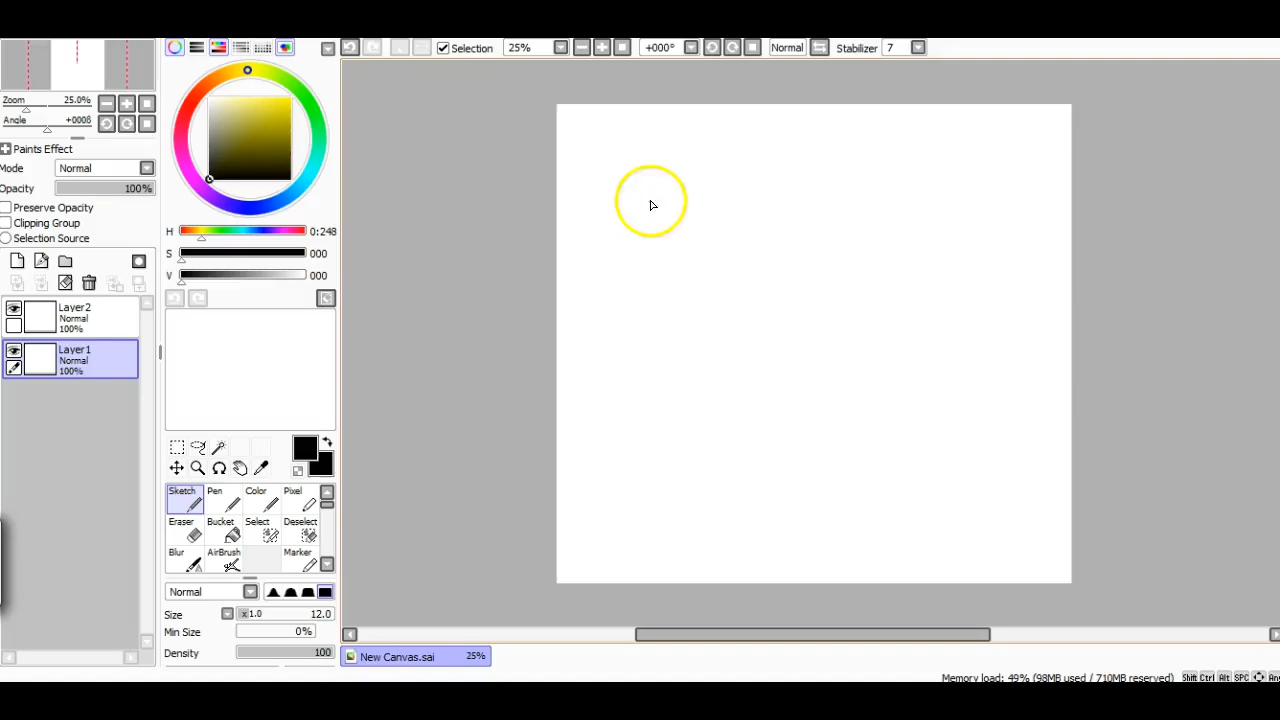 Selection 25% +000° Normal Stabilizer 7
Zoom 25.0%
Angle +000ß
Paints Effect
Mode Normal
Opacity 100%
Preserve Opacity
Clipping Group
Selection Source
Layer2
Normal
100%
Layer1
Normal
100%
H 0:248
S 000
V 000
Sketch Pen Color Pixel
Eraser Bucket Select Deselect
Blur AirBrush Marker
Normal
Size x1.0 12.0
Min Size 0%
Density 100
New Canvas.sai 25%
Memory load: 49% (98MB used / 710MB reserved) Shift Ctrl Alt SPC